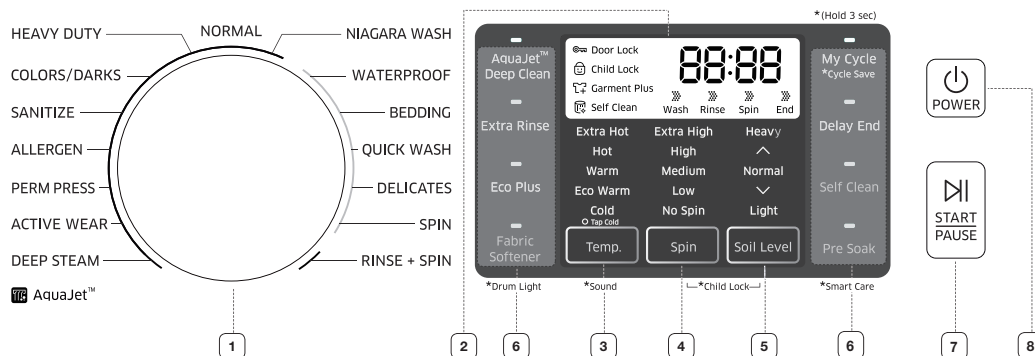 HEAVY DUTY
NORMAL
NIAGARA WASH
COLORS/DARKS
WATERPROOF
SANITIZE
BEDDING
ALLERGEN
QUICK WASH
PERM PRESS
DELICATES
ACTIVE WEAR
SPIN
DEEP STEAM
RINSE + SPIN
AquaJet™
1
*(Hold 3 sec)
AquaJet™
Deep Clean
Extra Rinse
Eco Plus
Fabric
Softener
*Drum Light
Door Lock
Child Lock
Garment Plus
Self Clean
88:88
Wash Rinse Spin End
Extra Hot
Hot
Warm
Eco Warm
Cold
Tap Cold
Temp.
*Sound
Extra High
High
Medium
Low
No Spin
Spin
Heavy
Normal
Light
Soil Level
*Child Lock
My Cycle
*Cycle Save
Delay End
Self Clean
Pre Soak
*Smart Care
POWER
START
PAUSE
2
6
3
4
5
6
7
8